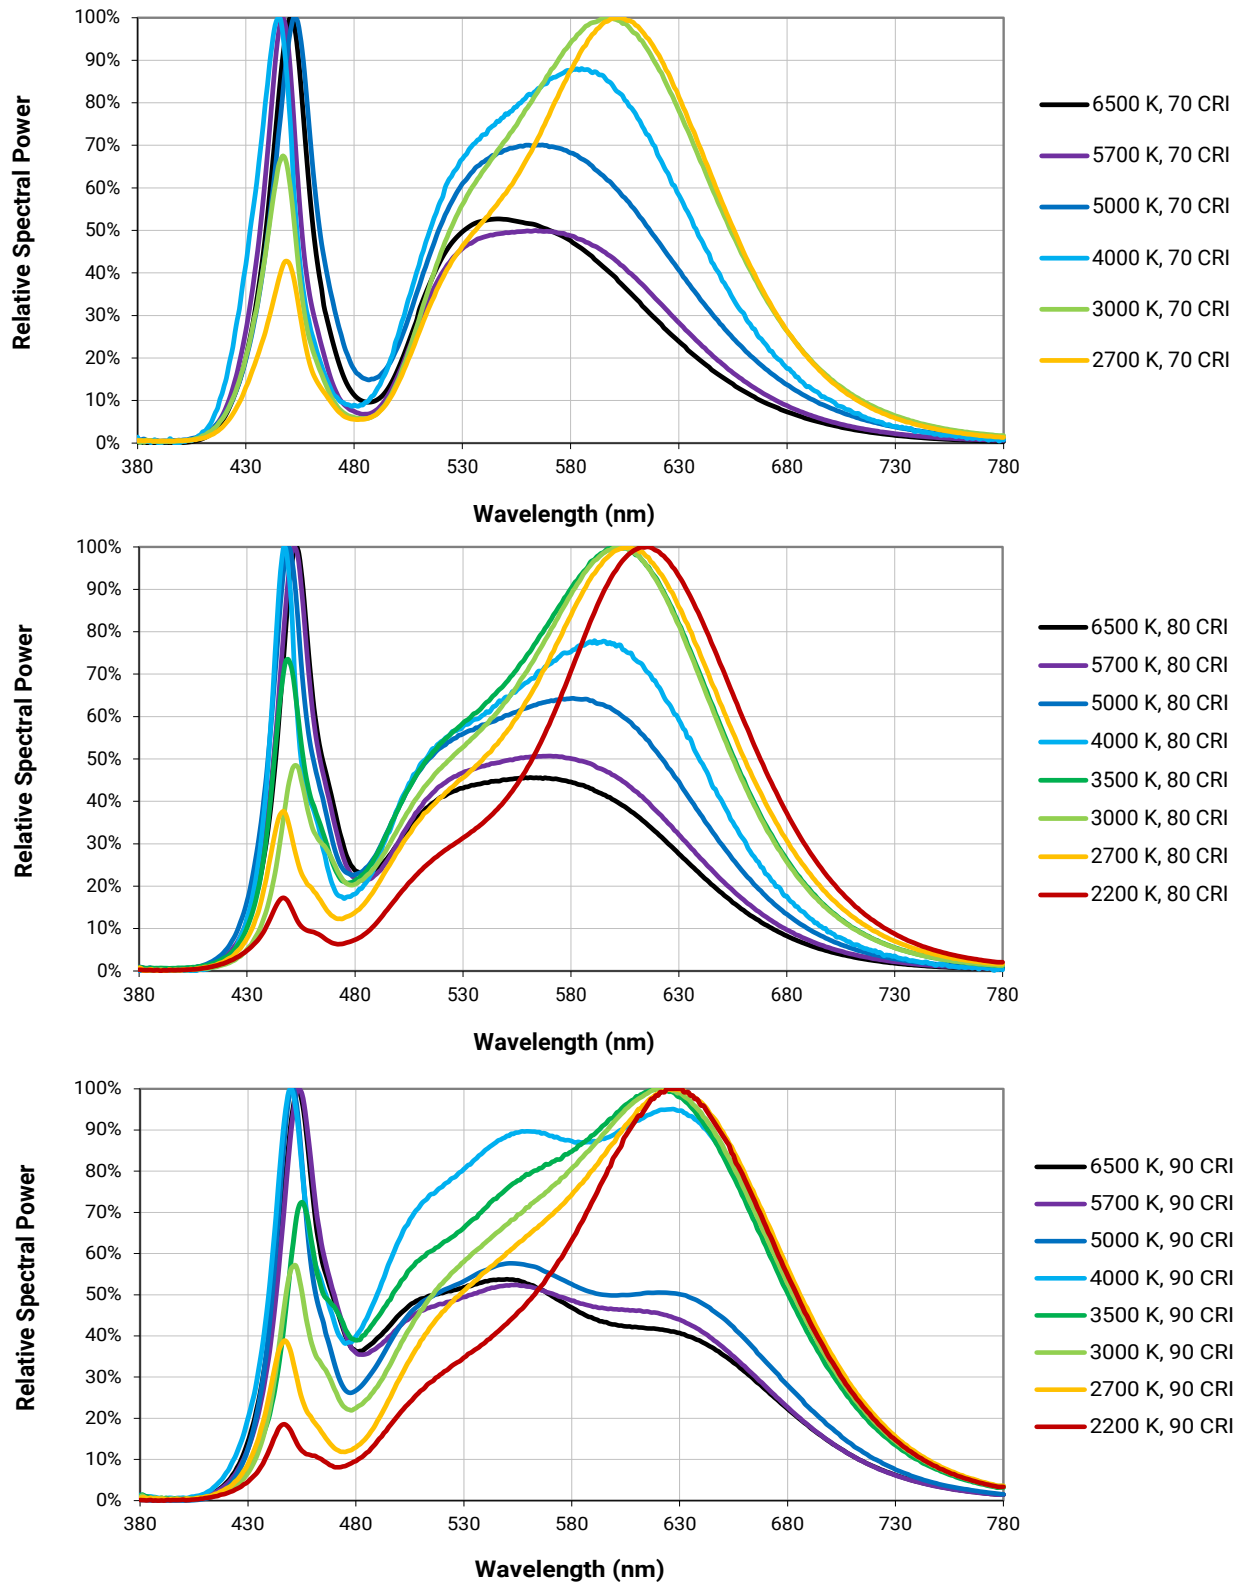 100%
90%
80%
70%
60%
50%
40%
30%
20%
10%
0%
Relative Spectral Power
380 430 480 530 580 630 680 730 780
Wavelength (nm)
6500 K, 70 CRI
5700 K, 70 CRI
5000 K, 70 CRI
4000 K, 70 CRI
3000 K, 70 CRI
2700 K, 70 CRI
100%
90%
80%
70%
60%
50%
40%
30%
20%
10%
0%
Relative Spectral Power
380 430 480 530 580 630 680 730 780
Wavelength (nm)
6500 K, 80 CRI
5700 K, 80 CRI
5000 K, 80 CRI
4000 K, 80 CRI
3500 K, 80 CRI
3000 K, 80 CRI
2700 K, 80 CRI
2200 K, 80 CRI
100%
90%
80%
70%
60%
50%
40%
30%
20%
10%
0%
Relative Spectral Power
380 430 480 530 580 630 680 730 780
Wavelength (nm)
6500 K, 90 CRI
5700 K, 90 CRI
5000 K, 90 CRI
4000 K, 90 CRI
3500 K, 90 CRI
3000 K, 90 CRI
2700 K, 90 CRI
2200 K, 90 CRI